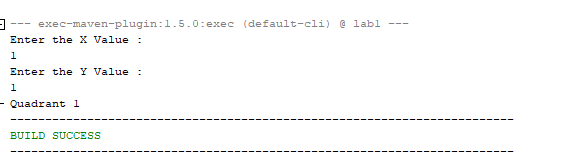 --- exec-maven-plugin:1.5.0:exec (default-cli) @ lab1 ---
Enter the X Value :
1
Enter the Y Value :
1
Quadrant 1
------------------------------------------------------------------------
BUILD SUCCESS
------------------------------------------------------------------------